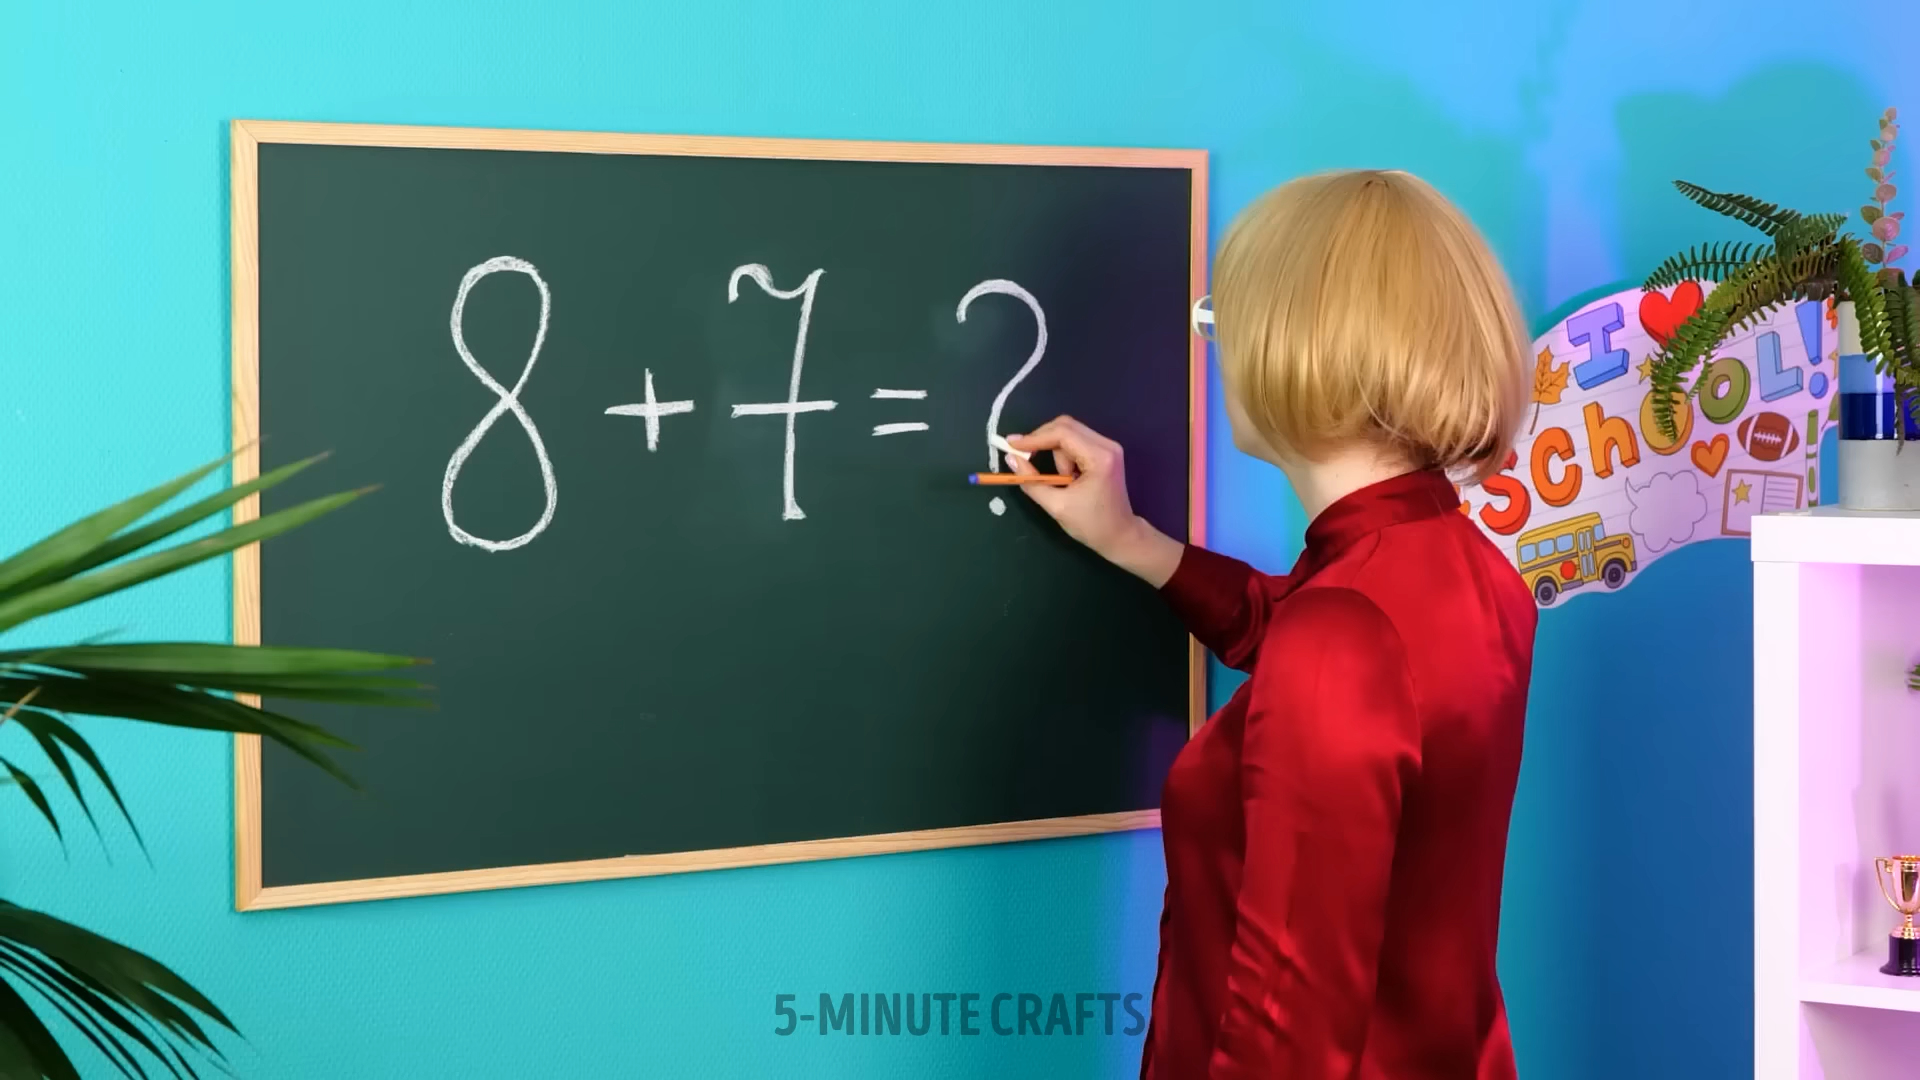 8 + 7 = ?
I ❤ School!
5-MINUTE CRAFTS